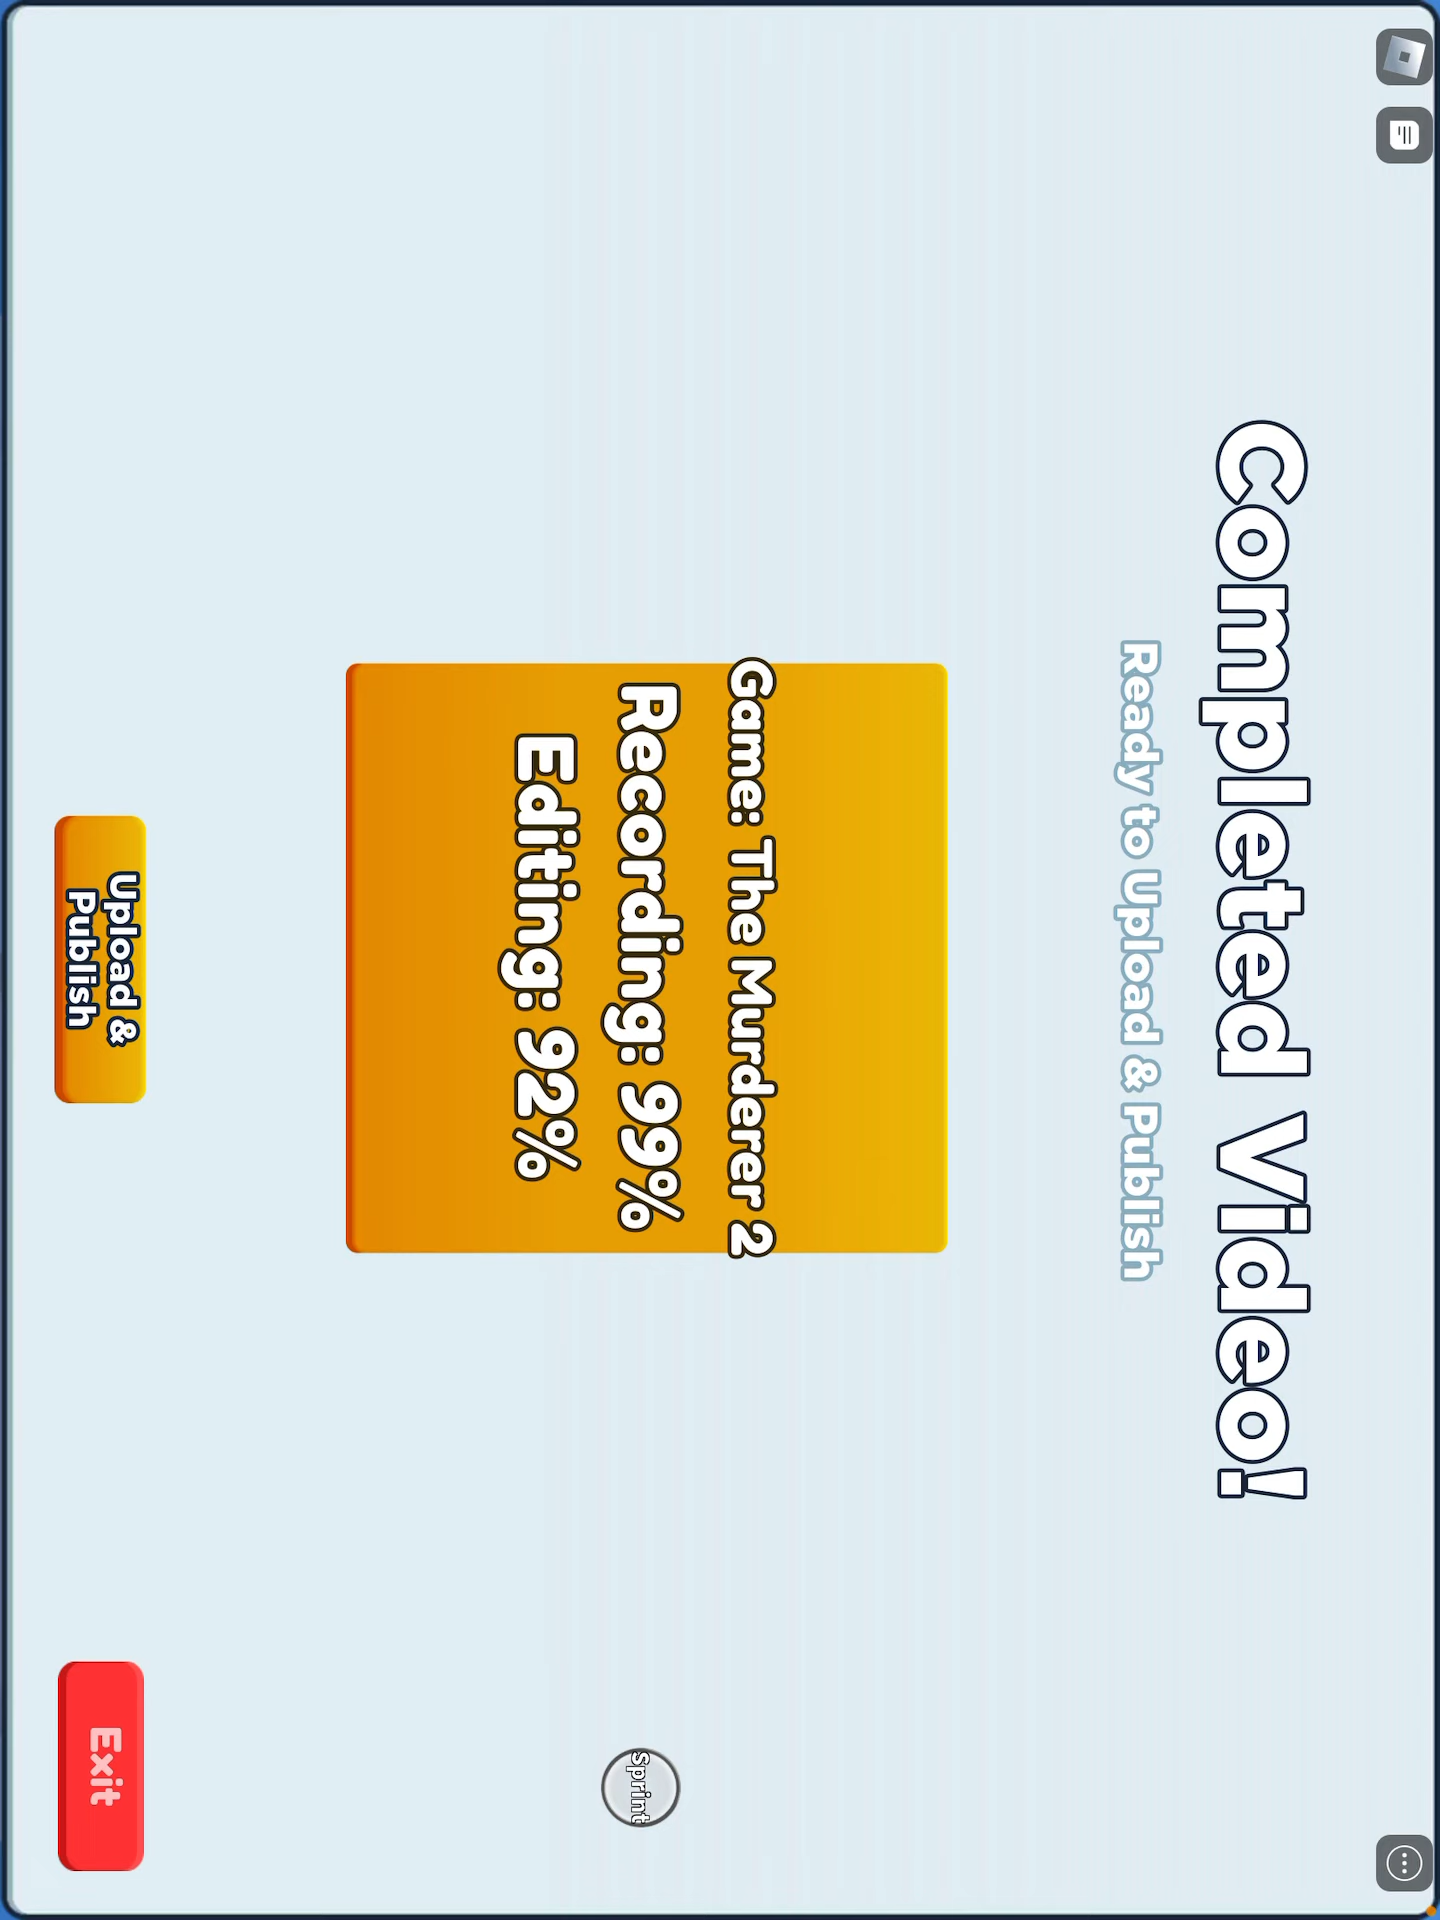 Completed Video!
Ready to Upload & Publish
Game: The Murderer 2
Recording: 99%
Editing: 92%
Sprint
Upload &
Publish
Exit